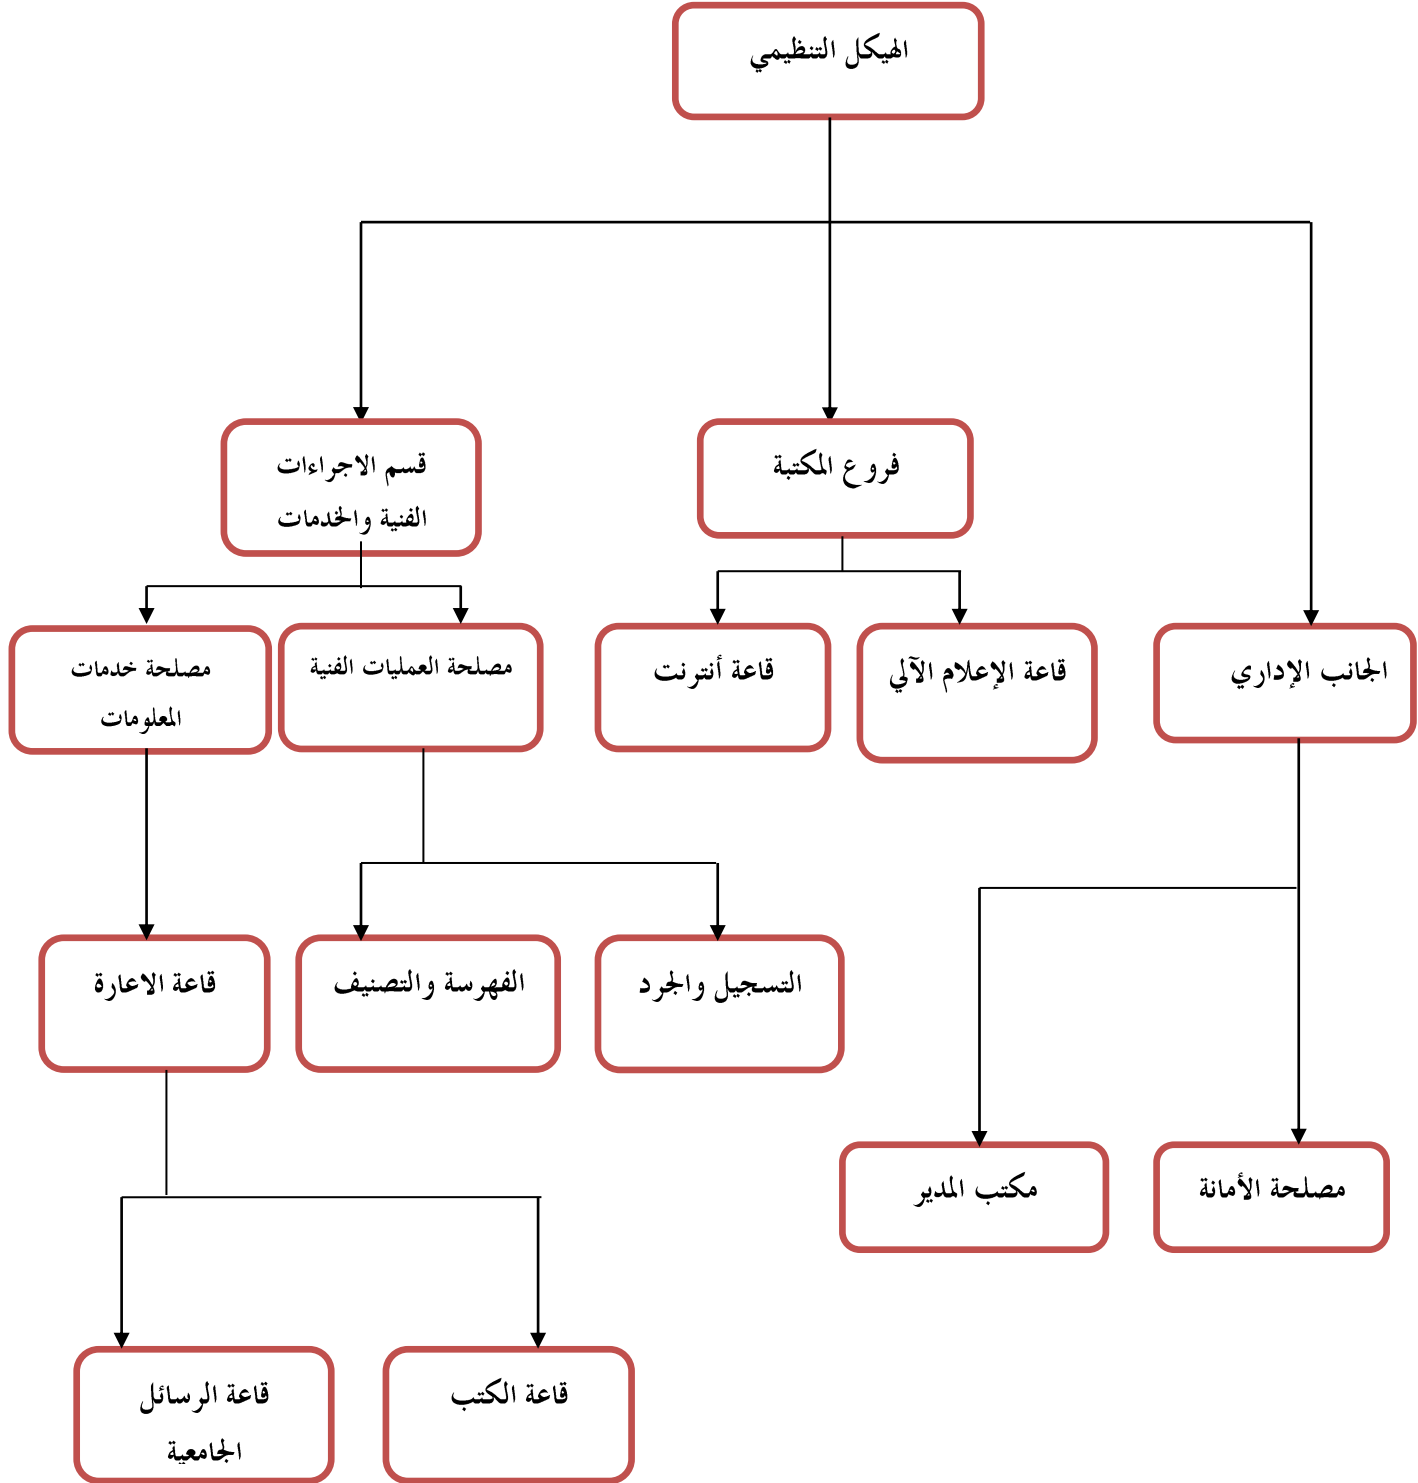 الهيكل التنظيمي
الجانب الإداري
فروع المكتبة
قسم الاجراءات
الفنية والخدمات
قاعة الإعلام الآلي
قاعة أنترنت
مصلحة العمليات الفنية
مصلحة خدمات
المعلومات
التسجيل والجرد
الفهرسة والتصنيف
قاعة الاعارة
مصلحة الأمانة
مكتب المدير
قاعة الكتب
قاعة الرسائل
الجامعية